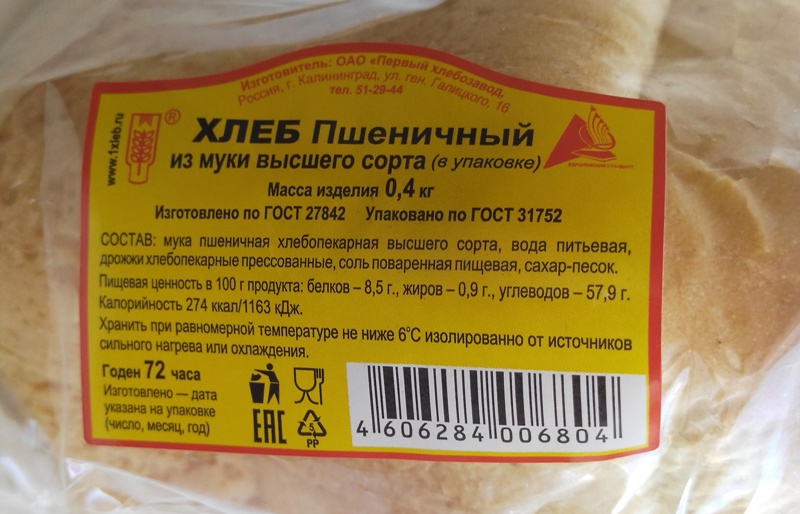 Изготовитель: ОАО «Первый хлебозавод,
Россия, г. Калининград, ул. ген. Галицкого, 16
тел. 51-29-44
www.1xleb.ru
®
ХЛЕБ Пшеничный
из муки высшего сорта (в упаковке)
Масса изделия 0,4 кг
Изготовлено по ГОСТ 27842 Упаковано по ГОСТ 31752
СОСТАВ: мука пшеничная хлебопекарная высшего сорта, вода питьевая,
дрожжи хлебопекарные прессованные, соль поваренная пищевая, сахар-песок.
Пищевая ценность в 100 г продукта: белков – 8,5 г., жиров – 0,9 г., углеводов – 57,9 г.
Калорийность 274 ккал/1163 кДж.
Хранить при равномерной температуре не ниже 6°С изолированно от источников
сильного нагрева или охлаждения.
Годен 72 часа
Изготовлено — дата
указана на упаковке
(число, месяц, год)
EAC
5
PP
4 606284 006804